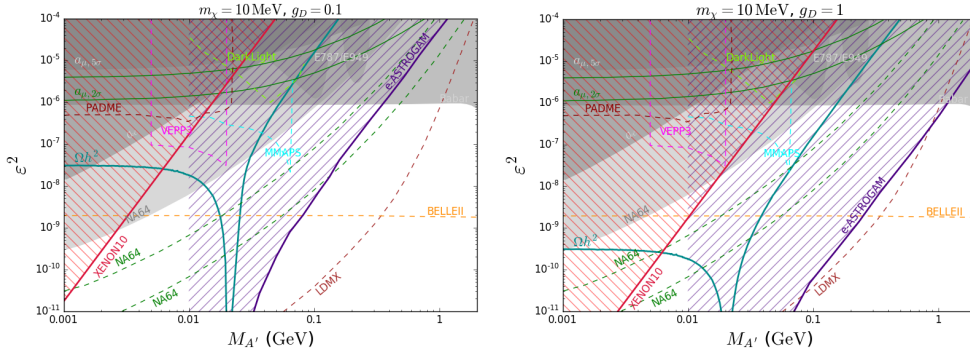 m_χ = 10 MeV, g_D = 0.1
10^-4
10^-5
10^-6
10^-7
10^-8
10^-9
10^-10
10^-11
ε^2
a_μ,5σ
a_μ,2σ
PADME
DarkLight
E787/E949
e-ASTROGAM
VEPP3
MMAPS
Ωh^2
NA64
BELLEII
XENON10
NA64
NA64
LDMX
0.001
0.01
0.1
1
M_A' (GeV)
m_χ = 10 MeV, g_D = 1
10^-4
10^-5
10^-6
10^-7
10^-8
10^-9
10^-10
10^-11
ε^2
a_μ,5σ
a_μ,2σ
PADME
DarkLight
E787/E949
VEPP3
MMAPS
NA64
BELLEII
e-ASTROGAM
Ωh^2
NA64
XENON10
NA64
LDMX
0.001
0.01
0.1
1
M_A' (GeV)